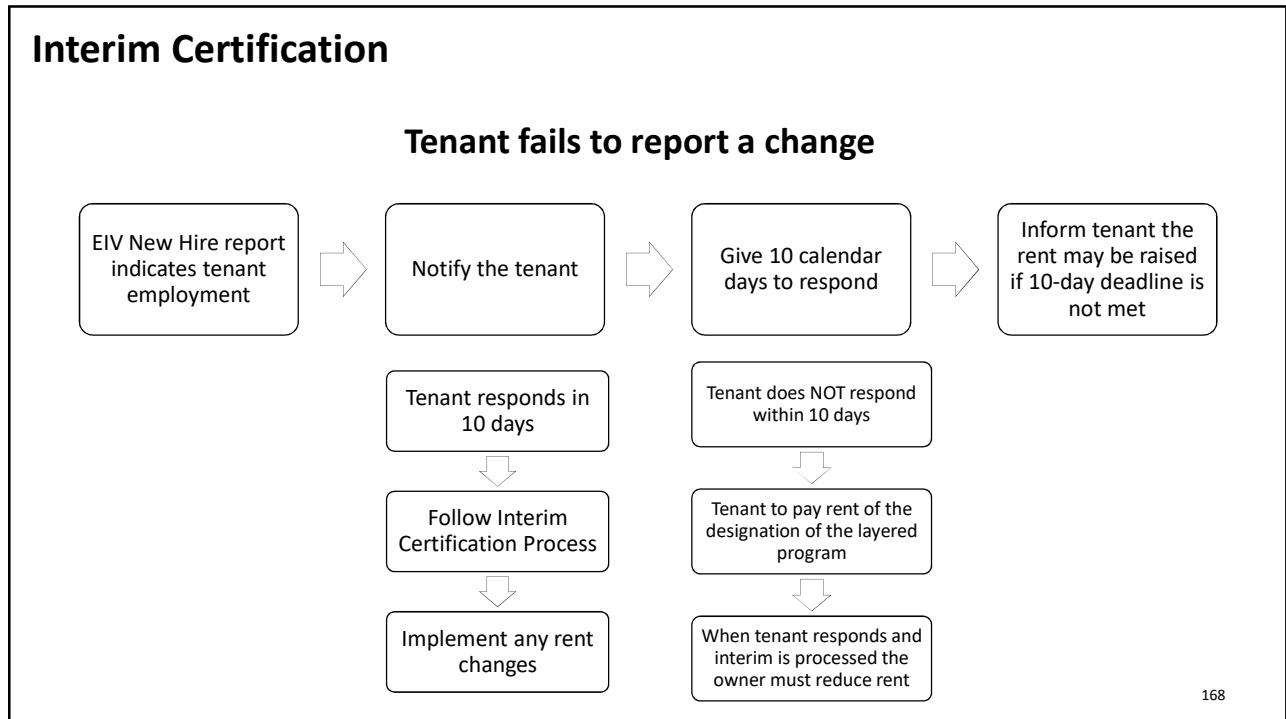 Interim Certification
Tenant fails to report a change
EIV New Hire report
indicates tenant
employment
Notify the tenant
Give 10 calendar
days to respond
Inform tenant the
rent may be raised
if 10-day deadline is
not met
Tenant responds in
10 days
Follow Interim
Certification Process
Implement any rent
changes
Tenant does NOT respond
within 10 days
Tenant to pay rent of the
designation of the layered
program
When tenant responds and
interim is processed the
owner must reduce rent
168